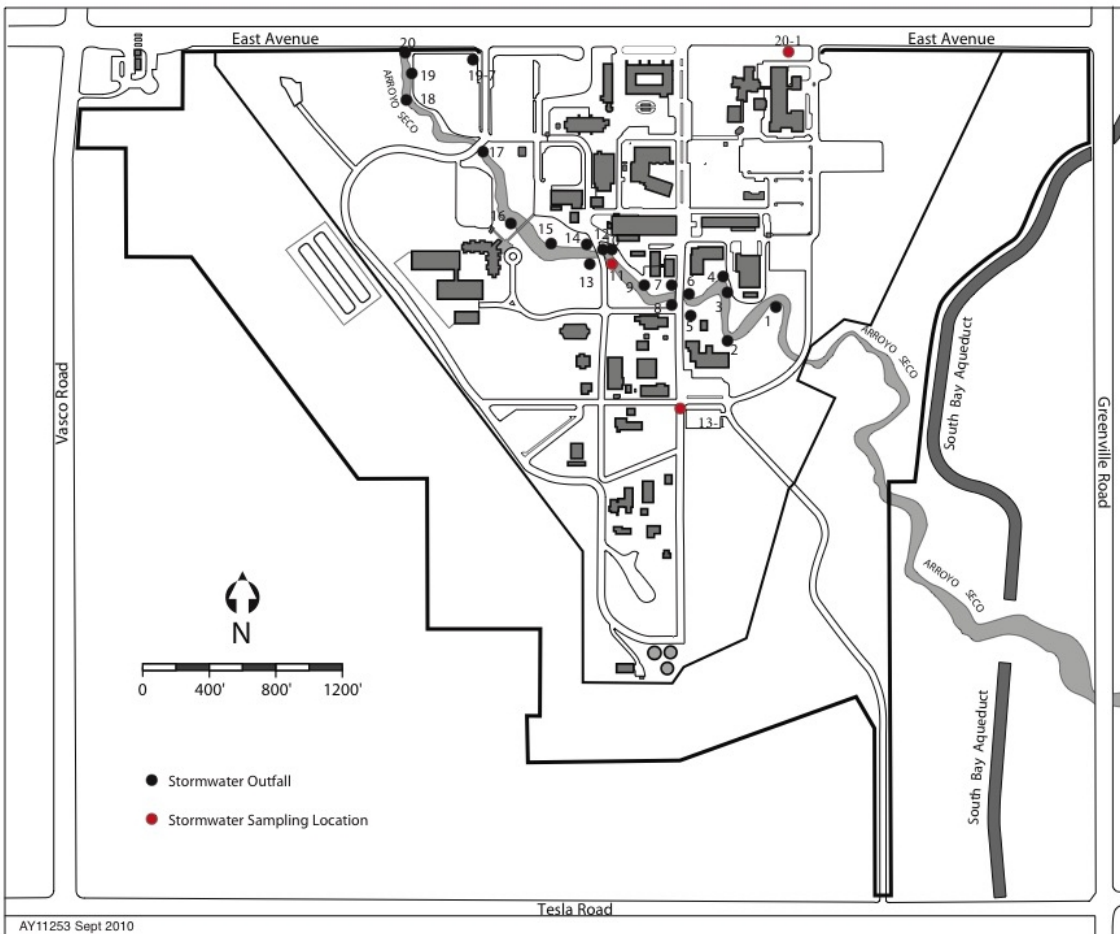 East Avenue
20
20-1
East Avenue
19
19-7
18
ARROYO SECO
17
16
15
14
12
13
11
9
7
8
6
4
3
5
2
1
ARROYO SECO
South Bay Aqueduct
Vasco Road
Greenville Road
13-
ARROYO SECO
N
0 400' 800' 1200'
South Bay Aqueduct
Stormwater Outfall
Stormwater Sampling Location
Tesla Road
AY11253 Sept 2010